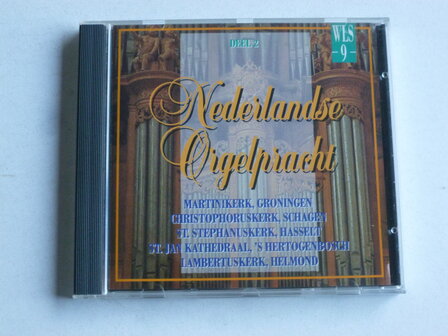 DEEL 2
WLS
- 9 -
Nederlandse
Orgelpracht
MARTINIKERK, GRONINGEN
CHRISTOPHORUSKERK, SCHAGEN
ST. STEPHANUSKERK, HASSELT
ST. JAN KATHEDRAAL, 'S HERTOGENBOSCH
LAMBERTUSKERK, HELMOND